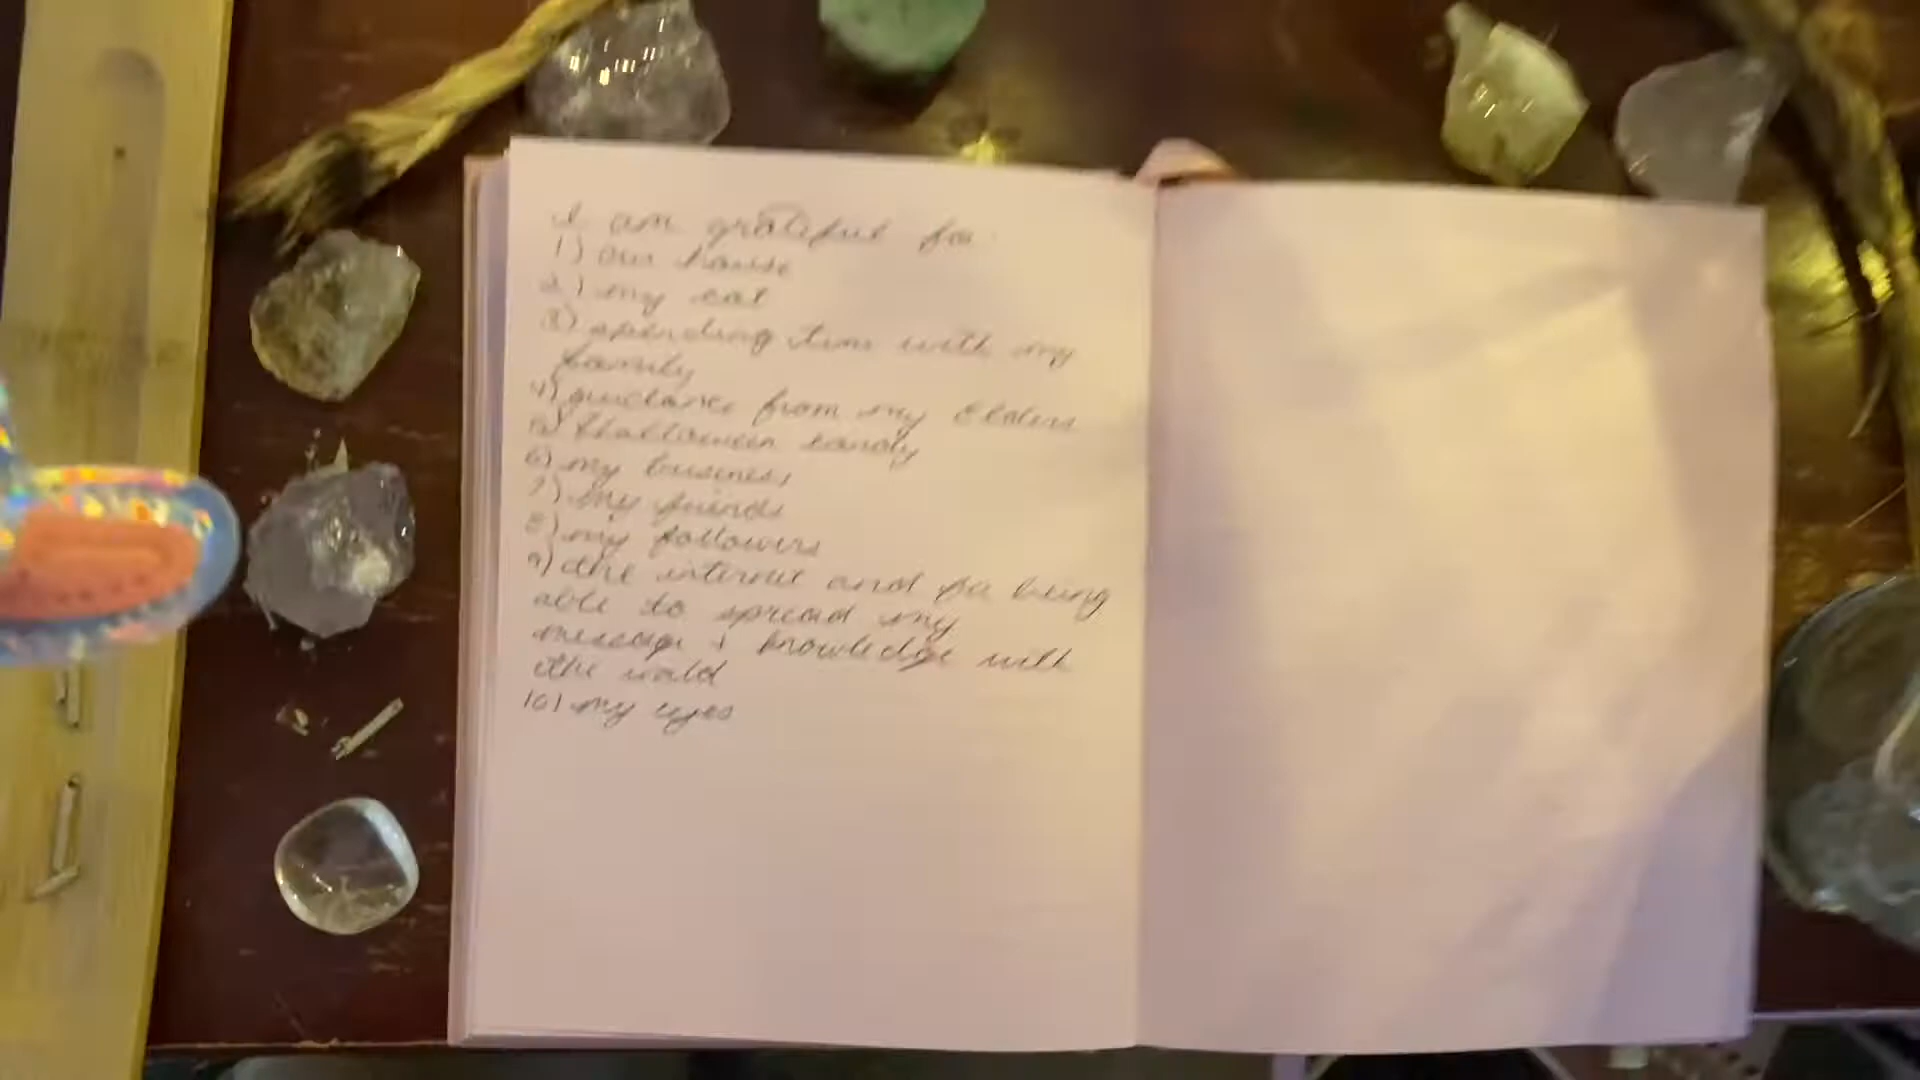 I am grateful for
1) our house
2) my cat
3) spending time with my
family
4) guidance from my Elders
5) Halloween candy
6) my business
7) my friends
8) my followers
9) the internet and for being
able to spread my
message + knowledge with
the world
10) my eyes